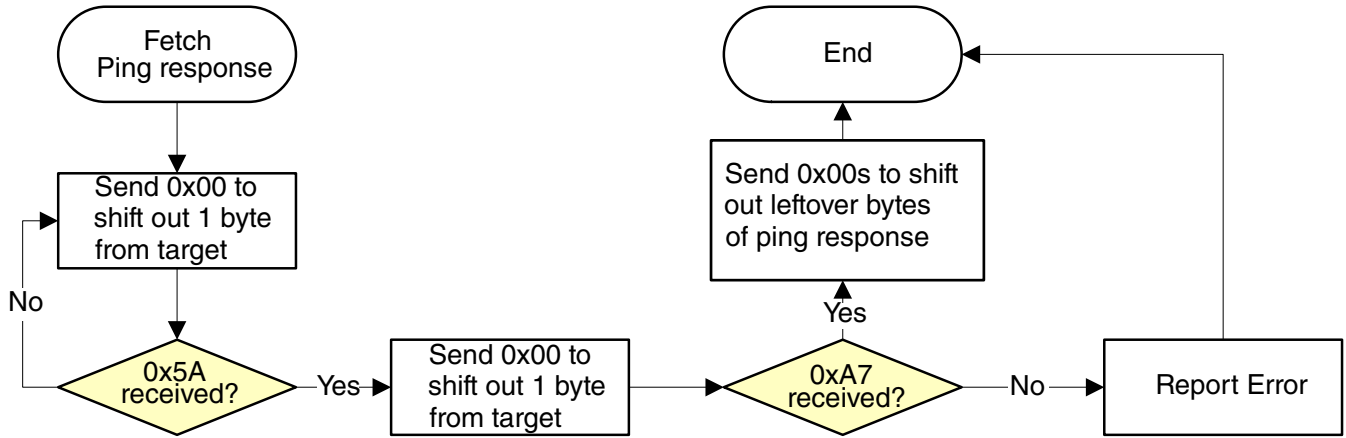 Fetch
Ping response
Send 0x00 to
shift out 1 byte
from target
No
0x5A
received?
Yes
Send 0x00 to
shift out 1 byte
from target
0xA7
received?
Yes
Send 0x00s to shift
out leftover bytes
of ping response
End
No
Report Error